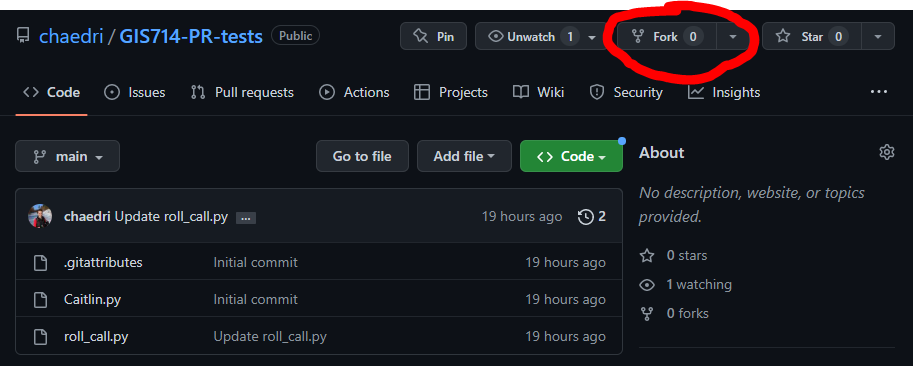 chaedri / GIS714-PR-tests Public Pin Unwatch 1 Fork 0 Star 0
Code Issues Pull requests Actions Projects Wiki Security Insights ...
main Go to file Add file Code
chaedri Update roll_call.py ... 19 hours ago 2
.gitattributes Initial commit 19 hours ago
Caitlin.py Initial commit 19 hours ago
roll_call.py Update roll_call.py 19 hours ago
About
No description, website, or topics
provided.
0 stars
1 watching
0 forks